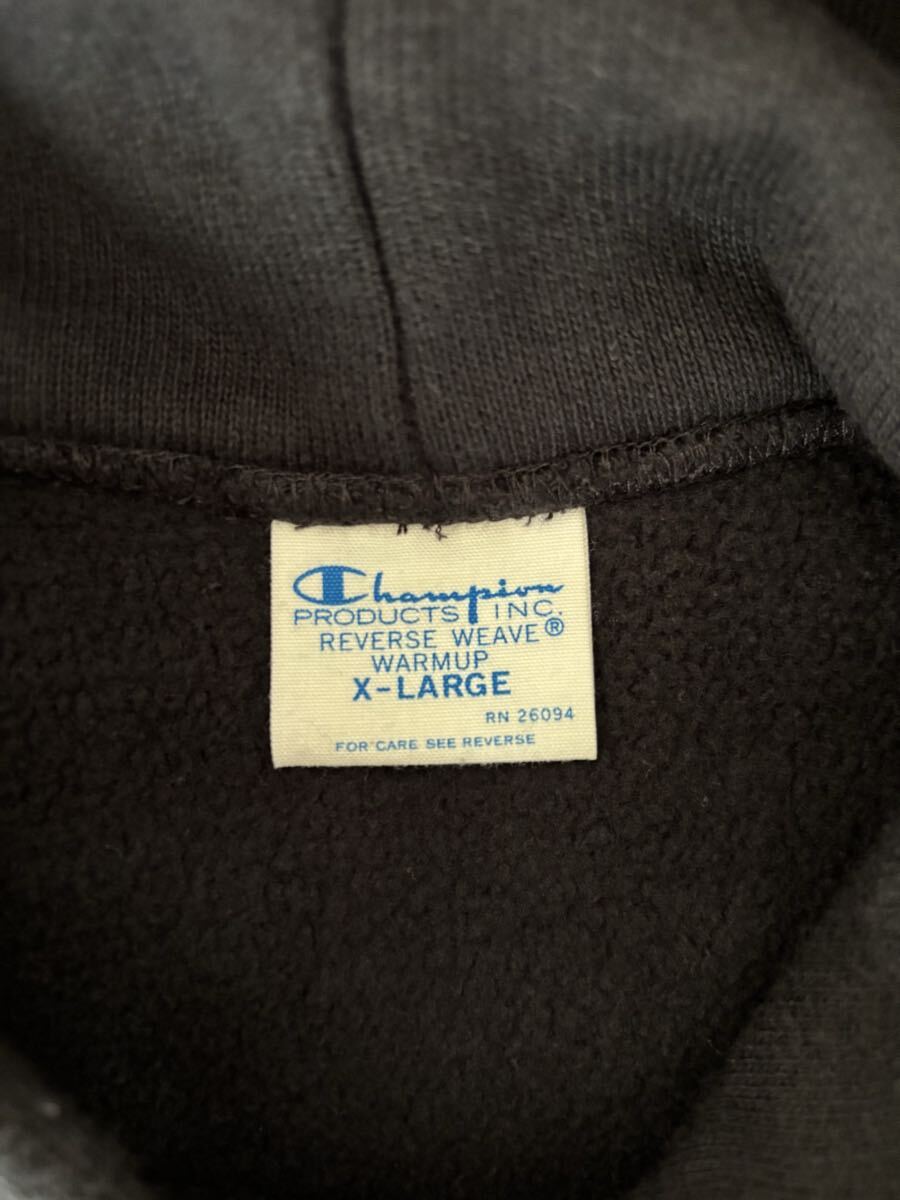 Champion
PRODUCTS INC.
REVERSE WEAVE®
WARMUP
X-LARGE
RN 26094
FOR CARE SEE REVERSE